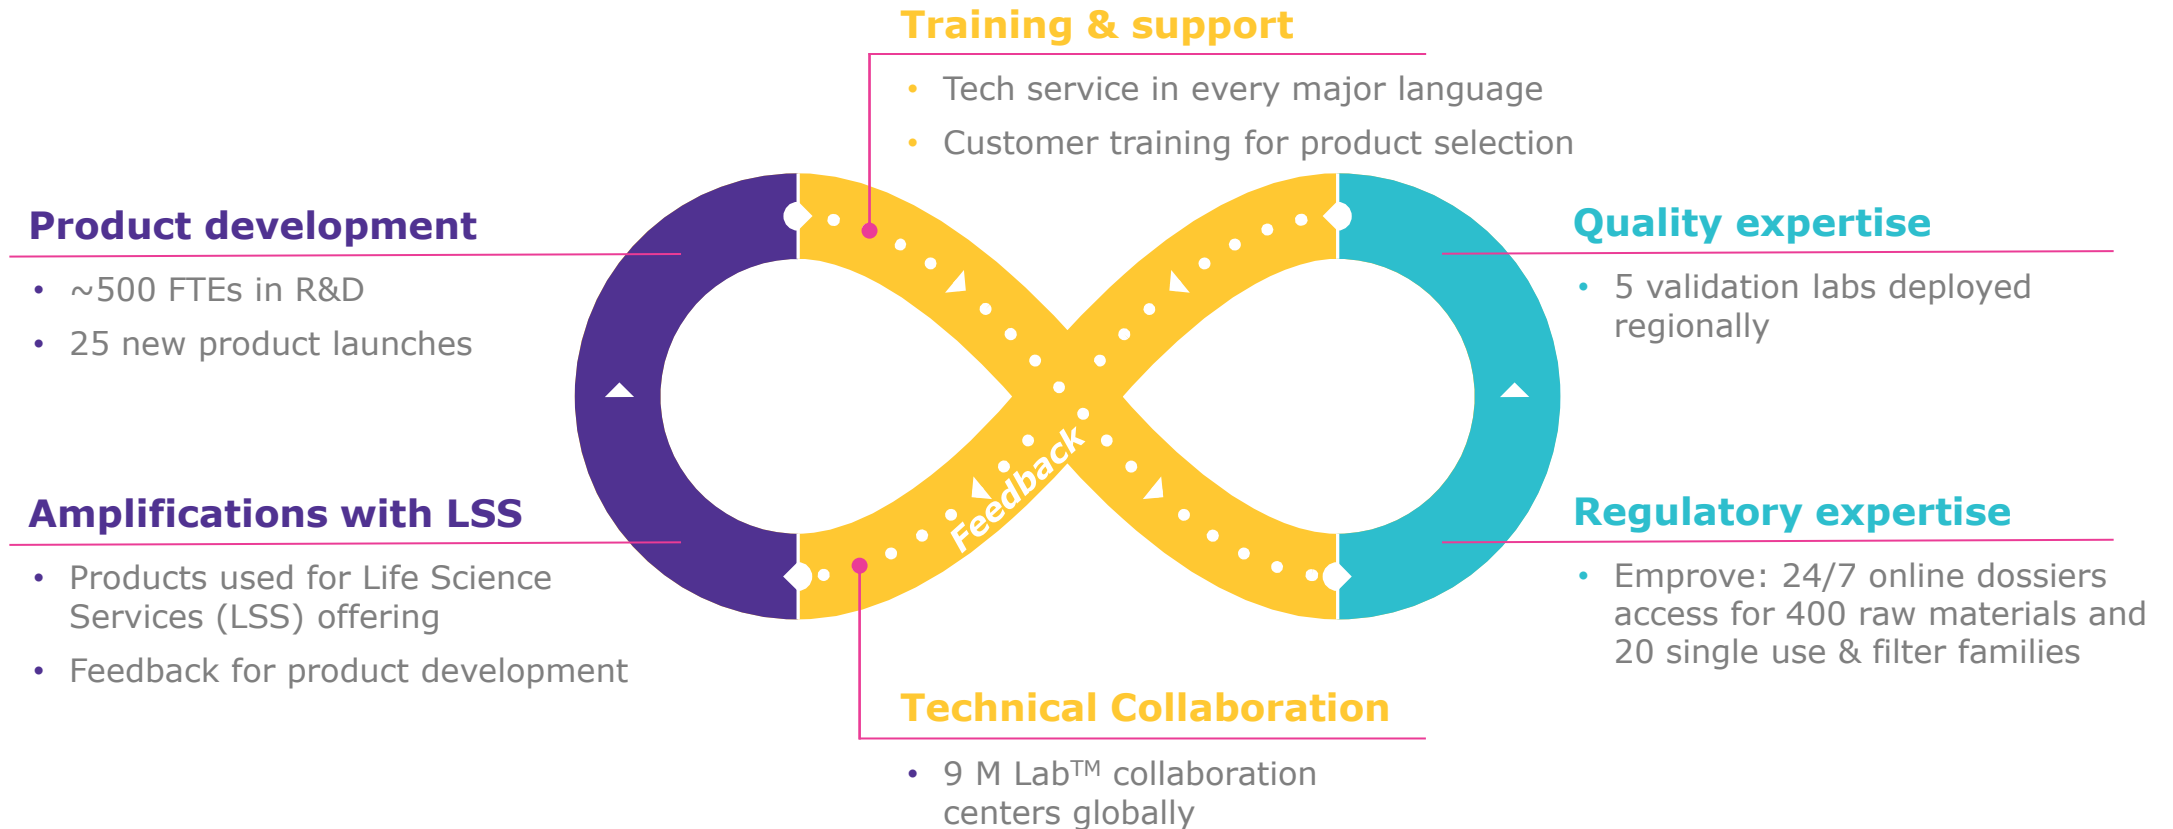 Training & support
• Tech service in every major language
• Customer training for product selection
Product development
• ~500 FTEs in R&D
• 25 new product launches
Quality expertise
• 5 validation labs deployed
regionally
Feedback
Amplifications with LSS
• Products used for Life Science
Services (LSS) offering
• Feedback for product development
Regulatory expertise
• Emprove: 24/7 online dossiers
access for 400 raw materials and
20 single use & filter families
Technical Collaboration
• 9 M Lab™ collaboration
centers globally